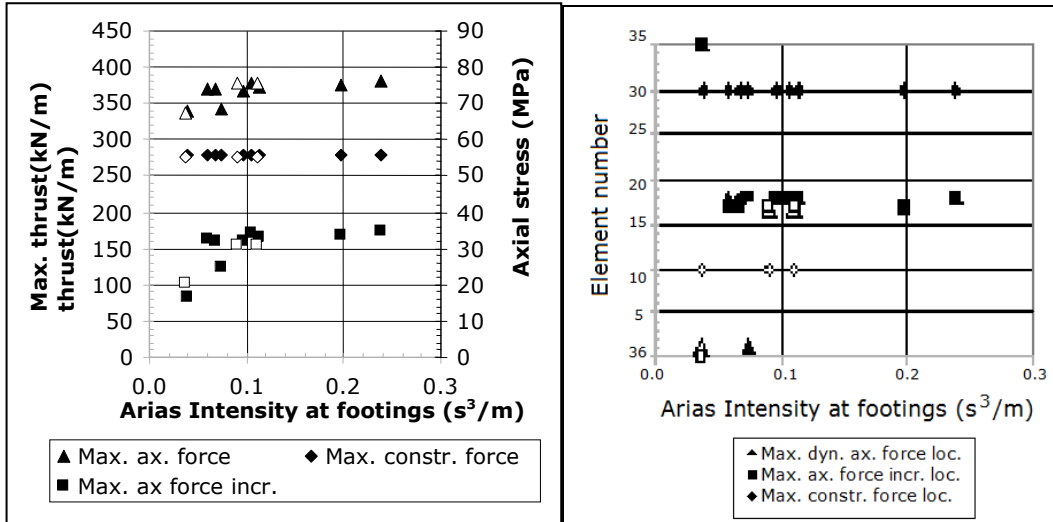 450
400
350
300
250
200
150
100
50
0
Max. thrust(kN/m)
thrust(kN/m)
90
80
70
60
50
40
30
20
10
0
Axial stress (MPa)
0.0 0.1 0.2 0.3
Arias Intensity at footings (s³/m)
Max. ax. force Max. constr. force
Max. ax force incr.
35
30
25
20
15
10
5
36
Element number
0.0 0.1 0.2 0.3
Arias Intensity at footings (s³/m)
Max. dyn. ax. force loc.
Max. ax. force incr. loc.
Max. constr. force loc.